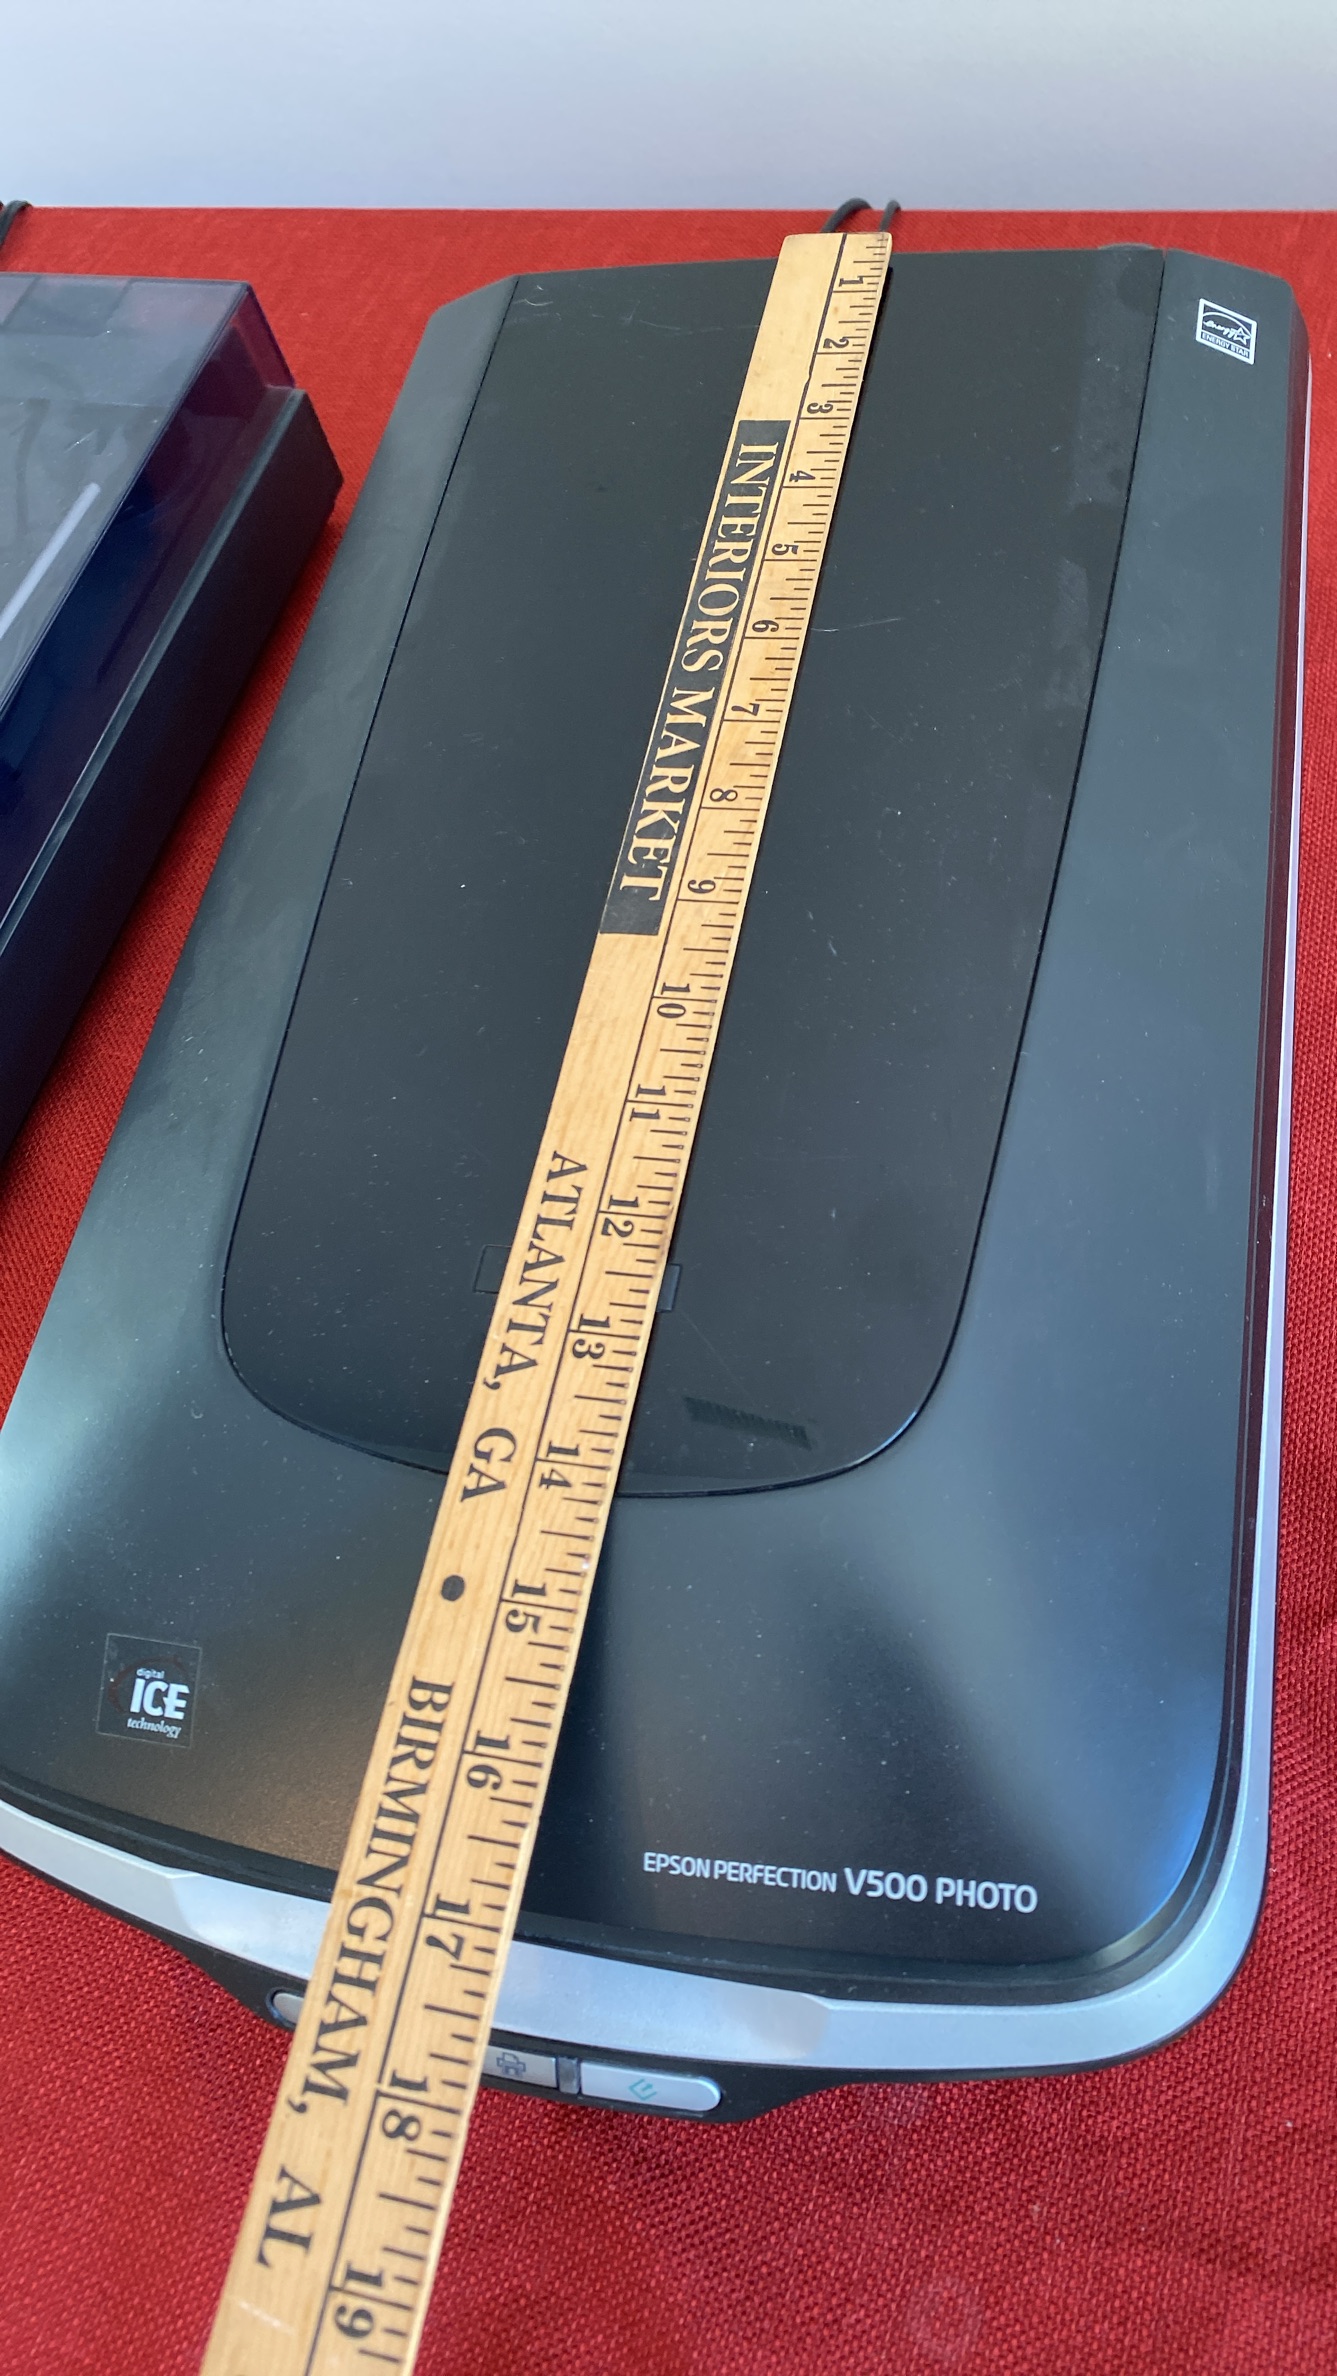 ENERGY STAR
1
2
3
4
5
6
7
8
9
10
11
12
13
14
15
16
17
18
19
INTERIORS MARKET
ATLANTA, GA • BIRMINGHAM, AL
digital
ICE
technology
EPSON PERFECTION V500 PHOTO